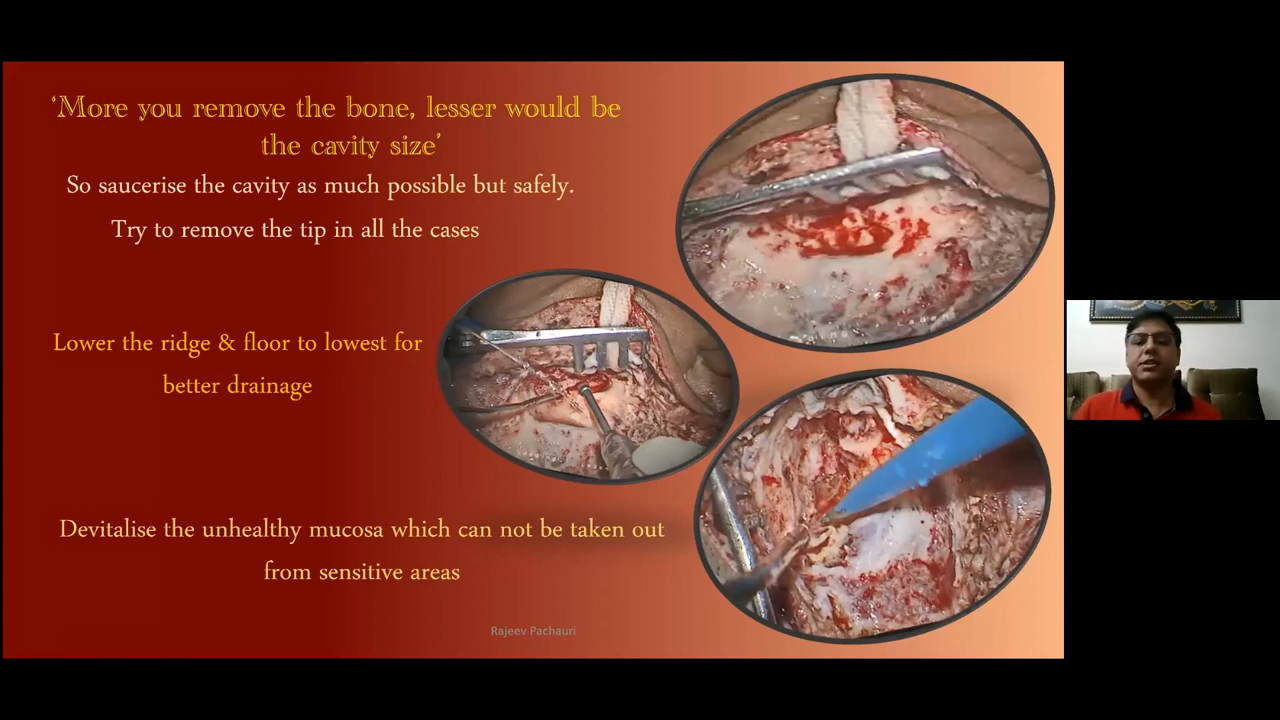 ‘More you remove the bone, lesser would be
the cavity size’
So saucerise the cavity as much possible but safely.
Try to remove the tip in all the cases
Lower the ridge & floor to lowest for
better drainage
Devitalise the unhealthy mucosa which can not be taken out
from sensitive areas
Rajeev Pachauri